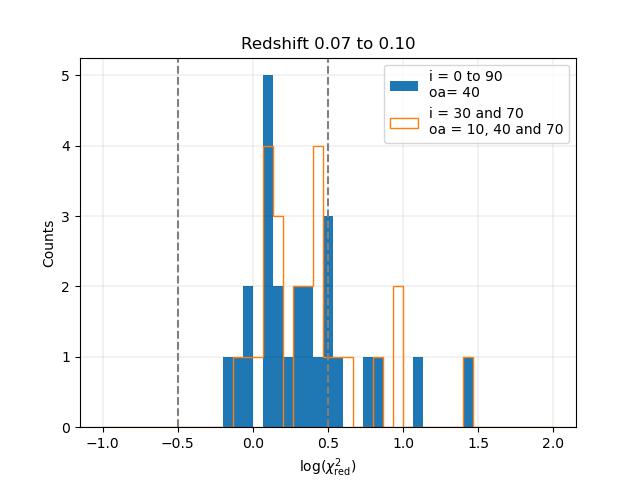 Redshift 0.07 to 0.10
i = 0 to 90
oa= 40
i = 30 and 70
oa = 10, 40 and 70
Counts
5
4
3
2
1
0
−1.0 −0.5 0.0 0.5 1.0 1.5 2.0
log(χ²red)